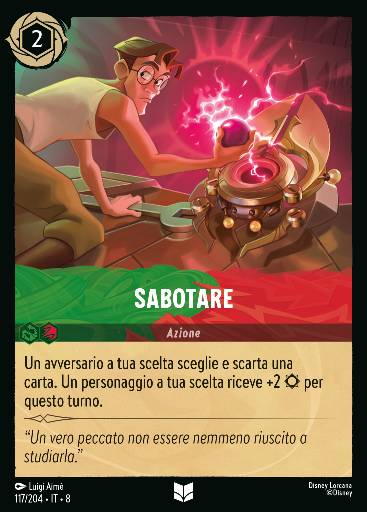 2
SABOTARE
Azione
Un avversario a tua scelta sceglie e scarta una
carta. Un personaggio a tua scelta riceve +2 per
questo turno.
“Un vero peccato non essere nemmeno riuscito a
studiarla.”
Luigi Aimè
Disney Lorcana
117/204 • IT • 8
©Disney